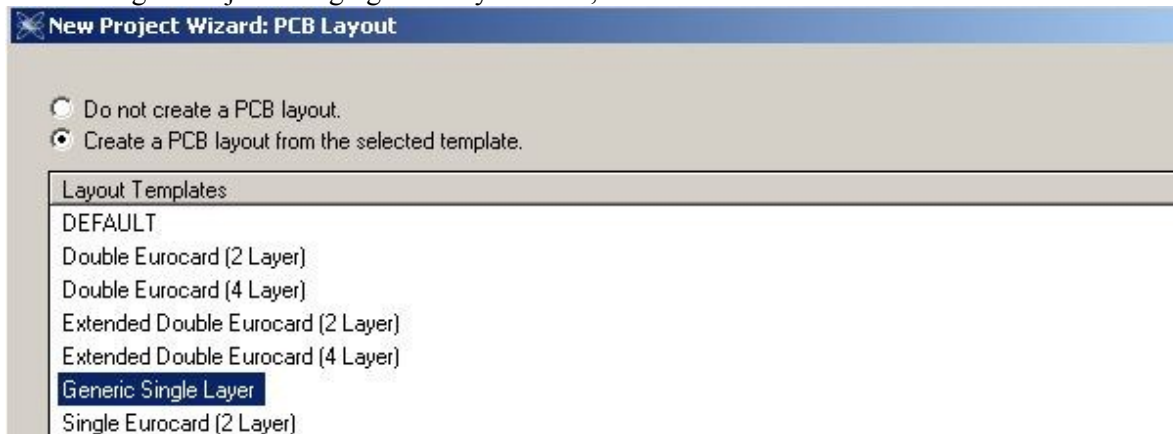 New Project Wizard: PCB Layout
Do not create a PCB layout.
Create a PCB layout from the selected template.
Layout Templates
DEFAULT
Double Eurocard (2 Layer)
Double Eurocard (4 Layer)
Extended Double Eurocard (2 Layer)
Extended Double Eurocard (4 Layer)
Generic Single Layer
Single Eurocard (2 Layer)